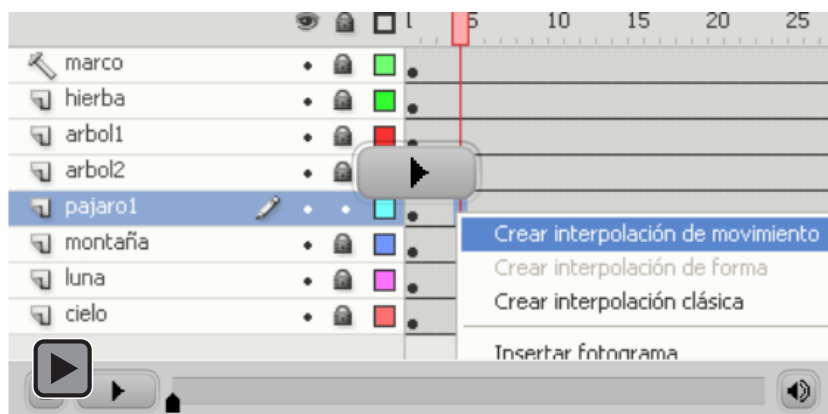 5 10 15 20 25
marco
hierba
arbol1
arbol2
pajaro1
montaña
luna
cielo
Crear interpolación de movimiento
Crear interpolación de forma
Crear interpolación clásica
Insertar fotograma